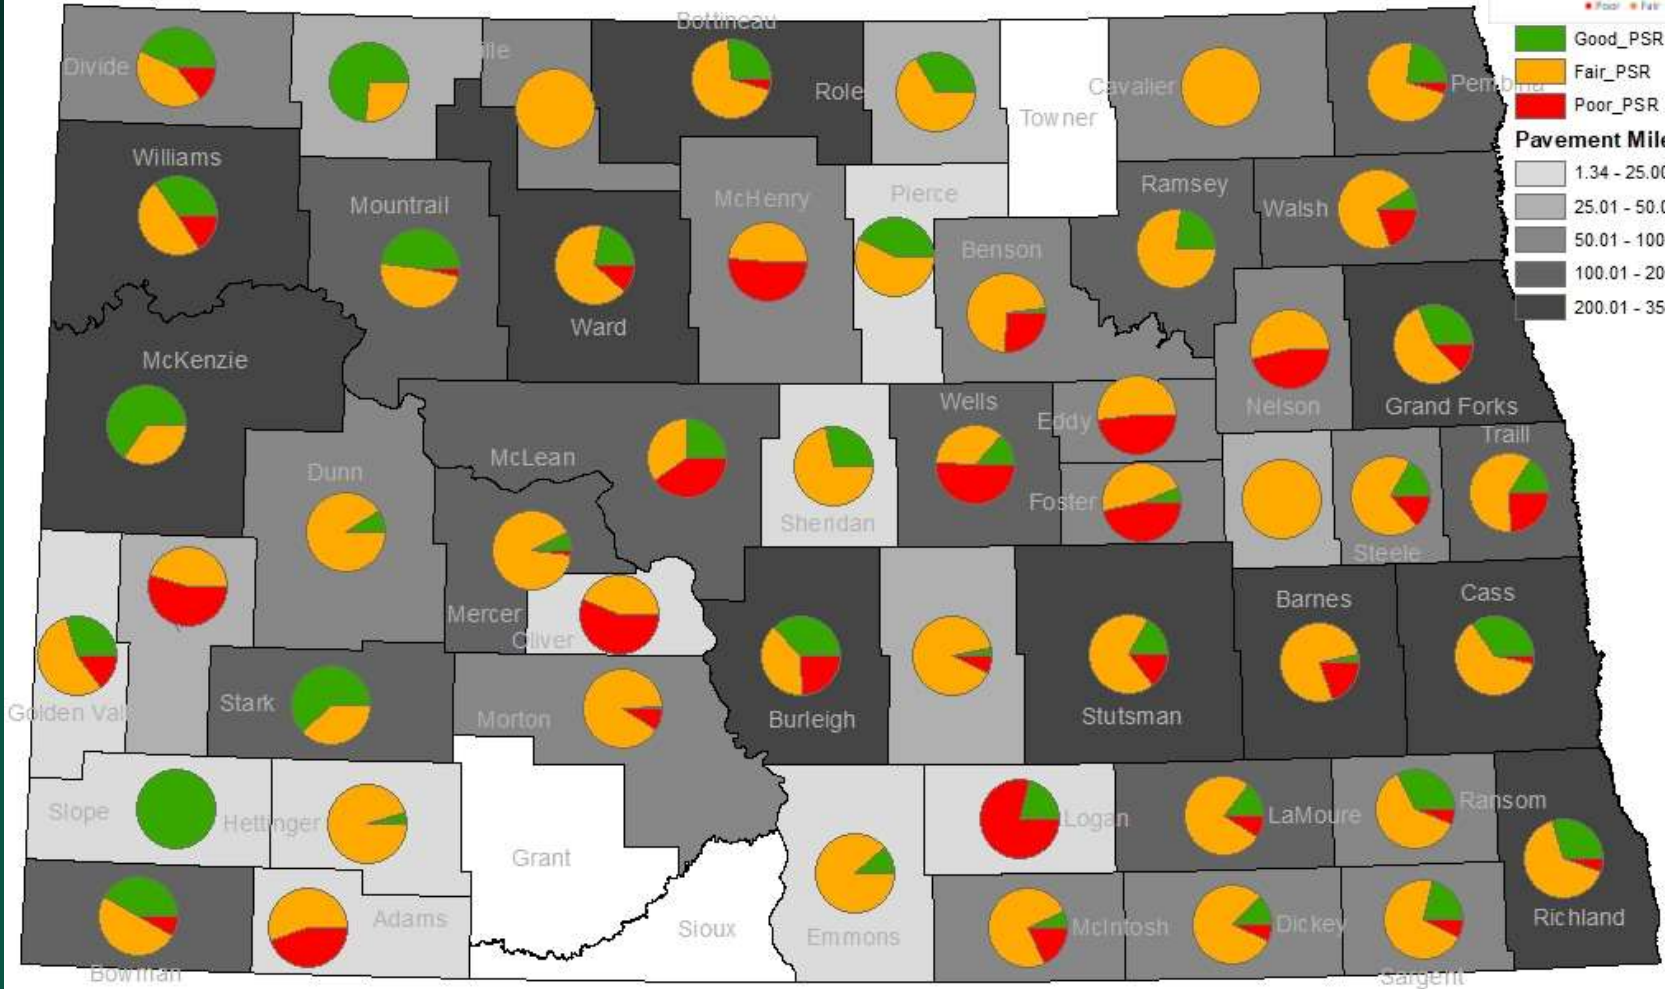 Poor Fair
Good_PSR
Fair_PSR
Poor_PSR
Pavement Mile
1.34 - 25.00
25.01 - 50.0
50.01 - 100
100.01 - 20
200.01 - 35
Bottineau
Divide
ille
Role
Towner
Cavalier
Pembina
Williams
Mountrail
McHenry
Pierce
Ramsey
Walsh
Benson
Ward
McKenzie
Wells
Eddy
Nelson
Grand Forks
Traill
Dunn
McLean
Foster
Sheridan
Steele
Mercer
Oliver
Barnes
Cass
Golden Val
Stark
Morton
Burleigh
Stutsman
Slope
Hettinger
Logan
LaMoure
Ransom
Grant
Adams
Sioux
Emmons
McIntosh
Dickey
Richland
Bowman
Sargent